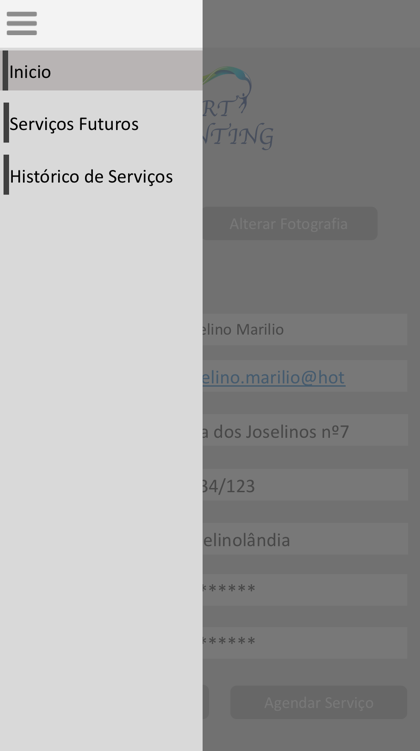 Inicio
Serviços Futuros
Histórico de Serviços
RT
NTING
Alterar Fotografia
elino Marilio
elino.marilio@hot
a dos Joselinos nº7
34/123
elinolândia
******
******
Agendar Serviço